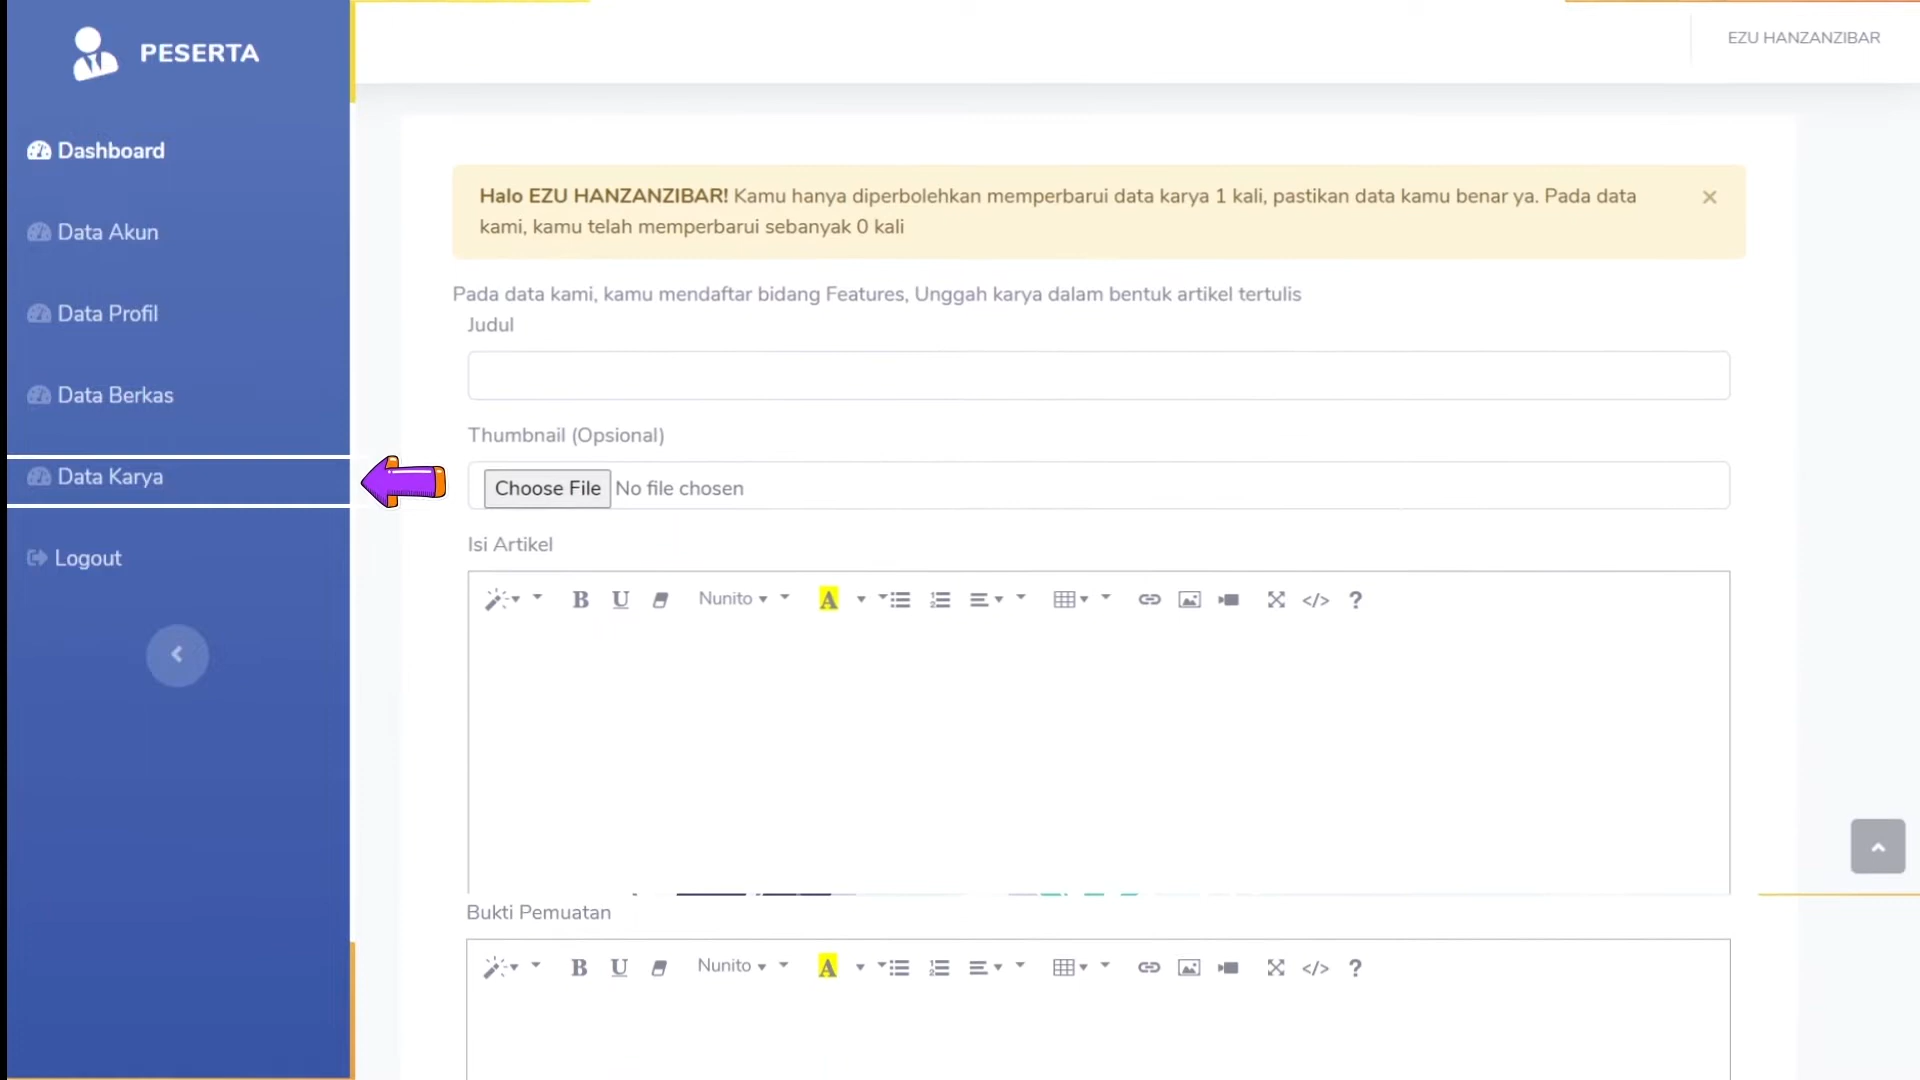 PESERTA
EZU HANZANZIBAR
Dashboard
Data Akun
Data Profil
Data Berkas
Data Karya
Logout
Halo EZU HANZANZIBAR! Kamu hanya diperbolehkan memperbarui data karya 1 kali, pastikan data kamu benar ya. Pada data
kami, kamu telah memperbarui sebanyak 0 kali
×
Pada data kami, kamu mendaftar bidang Features, Unggah karya dalam bentuk artikel tertulis
Judul
Thumbnail (Opsional)
Choose File No file chosen
Isi Artikel
B U Nunito A </> ?
Bukti Pemuatan
B U Nunito A </> ?